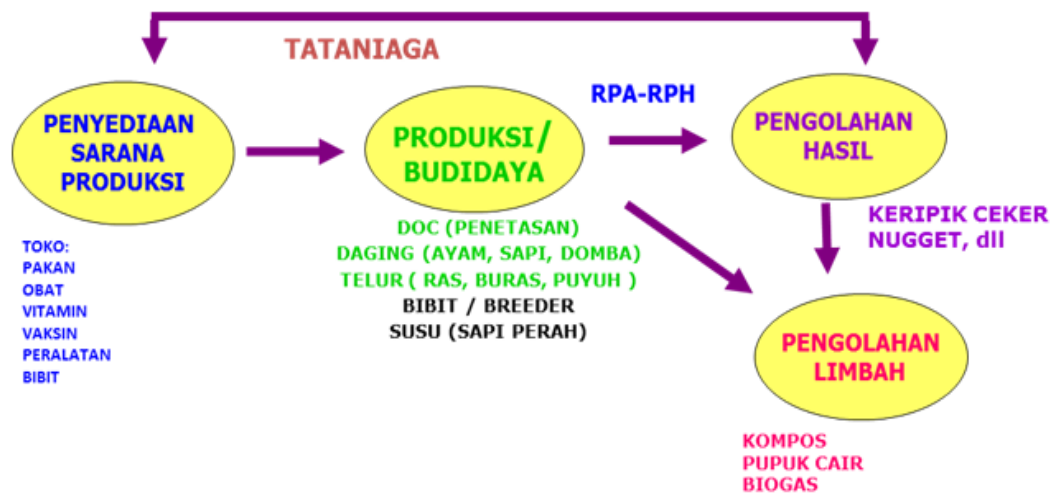 TATANIAGA
PENYEDIAAN
SARANA
PRODUKSI
TOKO:
PAKAN
OBAT
VITAMIN
VAKSIN
PERALATAN
BIBIT
PRODUKSI/
BUDIDAYA
DOC (PENETASAN)
DAGING (AYAM, SAPI, DOMBA)
TELUR ( RAS, BURAS, PUYUH )
BIBIT / BREEDER
SUSU (SAPI PERAH)
RPA-RPH
PENGOLAHAN
HASIL
KERIPIK CEKER
NUGGET, dll
PENGOLAHAN
LIMBAH
KOMPOS
PUPUK CAIR
BIOGAS